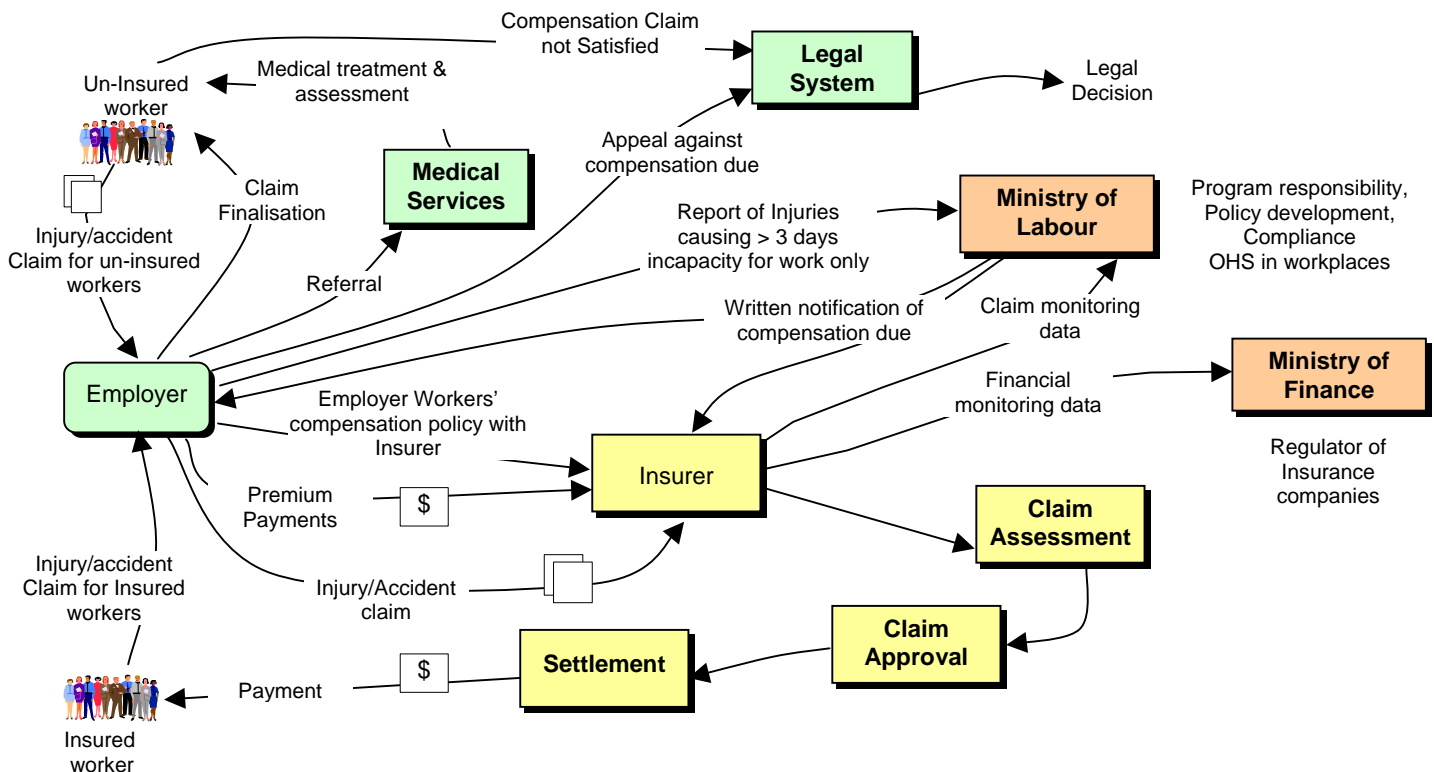 Compensation Claim
not Satisfied
Legal
System
Legal
Decision
Un-Insured
worker
Medical treatment &
assessment
Medical
Services
Appeal against
compensation due
Claim
Finalisation
Injury/accident
Claim for un-insured
workers
Referral
Report of Injuries
causing > 3 days
incapacity for work only
Ministry of
Labour
Program responsibility,
Policy development,
Compliance
OHS in workplaces
Written notification of
compensation due
Claim monitoring
data
Ministry of
Finance
Employer
Employer Workers'
compensation policy with
Insurer
Financial
monitoring data
Regulator of
Insurance
companies
Insurer
Premium
Payments
$
Claim
Assessment
Injury/accident
Claim for Insured
workers
Injury/Accident
claim
Claim
Approval
Settlement
$
Payment
Insured
worker